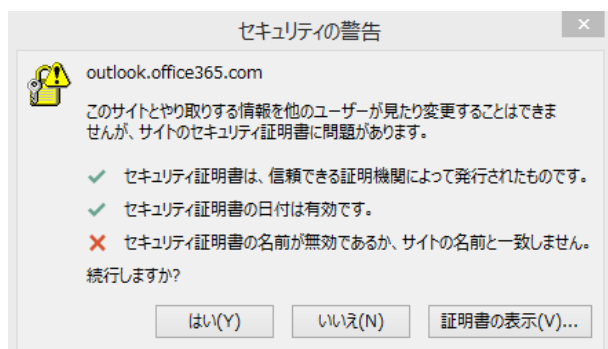 セキュリティの警告
outlook.office365.com
このサイトとやり取りする情報を他のユーザーが見たり変更することはできま
せんが、サイトのセキュリティ証明書に問題があります。
セキュリティ証明書は、信頼できる証明機関によって発行されたものです。
セキュリティ証明書の日付は有効です。
セキュリティ証明書の名前が無効であるか、サイトの名前と一致しません。
続行しますか?
はい(Y) いいえ(N) 証明書の表示(V)...